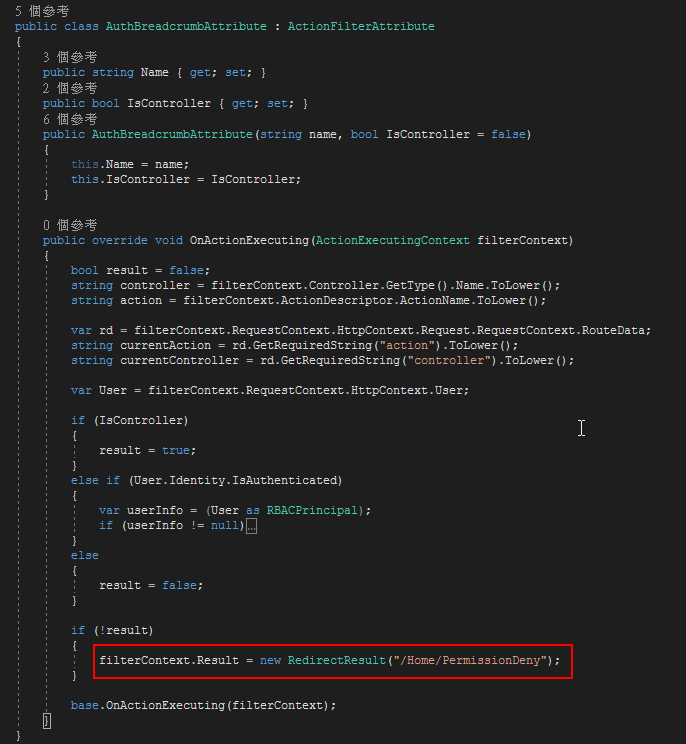 5 個參考
public class AuthBreadcrumbAttribute : ActionFilterAttribute
{
3 個參考
public string Name { get; set; }
2 個參考
public bool IsController { get; set; }
6 個參考
public AuthBreadcrumbAttribute(string name, bool IsController = false)
{
this.Name = name;
this.IsController = IsController;
}
0 個參考
public override void OnActionExecuting(ActionExecutingContext filterContext)
{
bool result = false;
string controller = filterContext.Controller.GetType().Name.ToLower();
string action = filterContext.ActionDescriptor.ActionName.ToLower();
var rd = filterContext.RequestContext.HttpContext.Request.RequestContext.RouteData;
string currentAction = rd.GetRequiredString("action").ToLower();
string currentController = rd.GetRequiredString("controller").ToLower();
var User = filterContext.RequestContext.HttpContext.User;
if (IsController)
{
result = true;
}
else if (User.Identity.IsAuthenticated)
{
var userInfo = (User as RBACPrincipal);
if (userInfo != null)...
}
else
{
result = false;
}
if (!result)
{
filterContext.Result = new RedirectResult("/Home/PermissionDeny");
}
base.OnActionExecuting(filterContext);
}
}